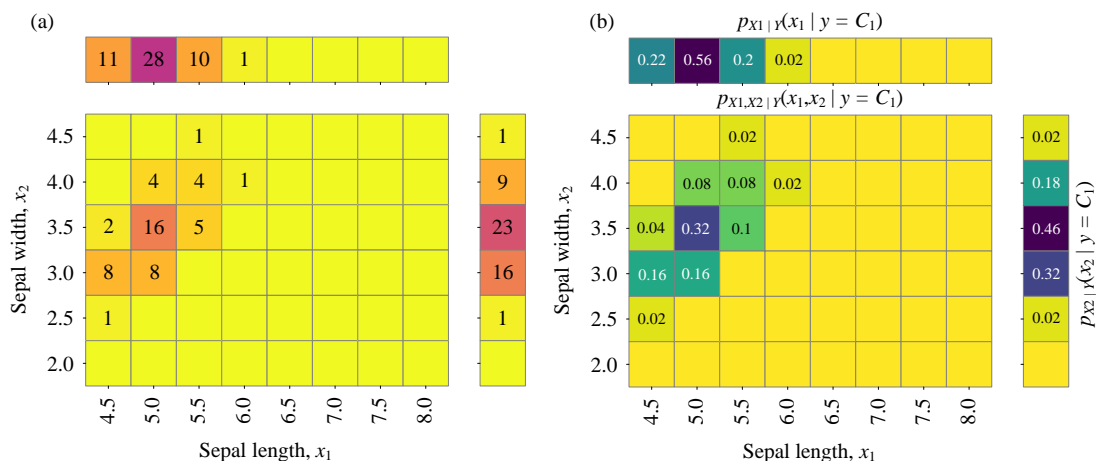 (a)
11 28 10 1
4.5 1 1
4.0 4 4 1 9
3.5 2 16 5 23
3.0 8 8 16
2.5 1 1
2.0
Sepal width, x₂
4.5 5.0 5.5 6.0 6.5 7.0 7.5 8.0
Sepal length, x₁
(b)
p_{X1 | Y}(x₁ | y = C₁)
0.22 0.56 0.2 0.02
p_{X1,X2 | Y}(x₁,x₂ | y = C₁)
4.5 0.02 0.02
4.0 0.08 0.08 0.02 0.18
3.5 0.04 0.32 0.1 0.46
3.0 0.16 0.16 0.32
2.5 0.02 0.02
2.0
Sepal width, x₂
p_{X2 | Y}(x₂ | y = C₁)
4.5 5.0 5.5 6.0 6.5 7.0 7.5 8.0
Sepal length, x₁